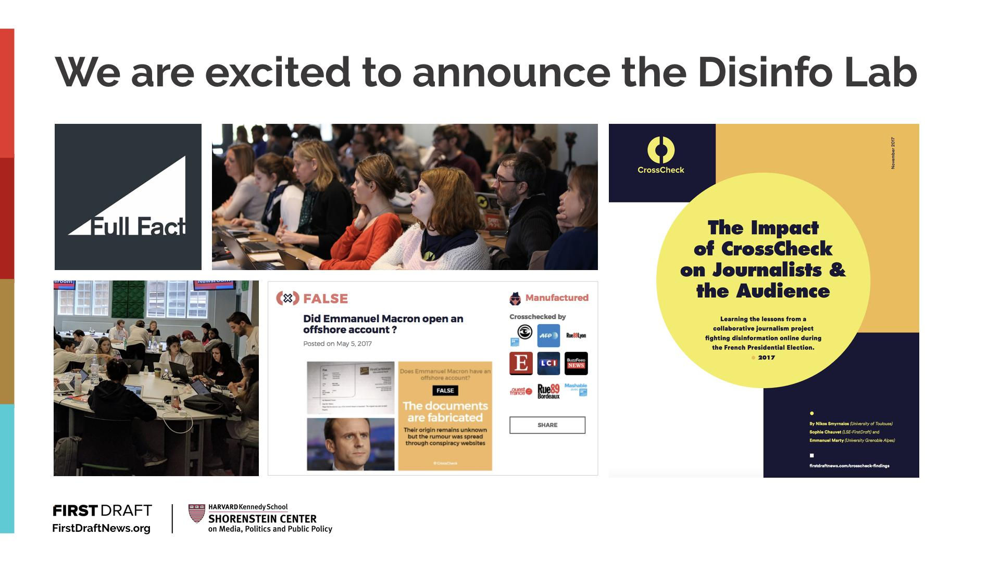 We are excited to announce the Disinfo Lab
Full Fact
CrossCheck
November 2017
The Impact
of CrossCheck
on Journalists &
the Audience
Learning the lessons from a
collaborative journalism project
fighting disinformation online during
the French Presidential Election.
2017
By Nikos Smyrnaios (University of Toulouse)
Sophie Chauvet (LSE-FirstDraft) and
Emmanuel Marty (University Grenoble Alpes)
firstdraftnews.com/crosscheck-findings
Newsroom
FALSE
Did Emmanuel Macron open an
offshore account ?
Posted on May 5, 2017
Fax
FirstCaribbean
Does Emmanuel Macron have an
offshore account?
FALSE
The documents
are fabricated
Their origin remains unknown
but the rumour was spread
through conspiracy websites
CrossCheck
Manufactured
Crosschecked by
AFP
Rue89Lyon
E
LCI
BuzzFeed
NEWS
ouest
france
Rue89
Bordeaux
Mashable
avec
SHARE
FIRST DRAFT
FirstDraftNews.org
HARVARD Kennedy School
SHORENSTEIN CENTER
on Media, Politics and Public Policy